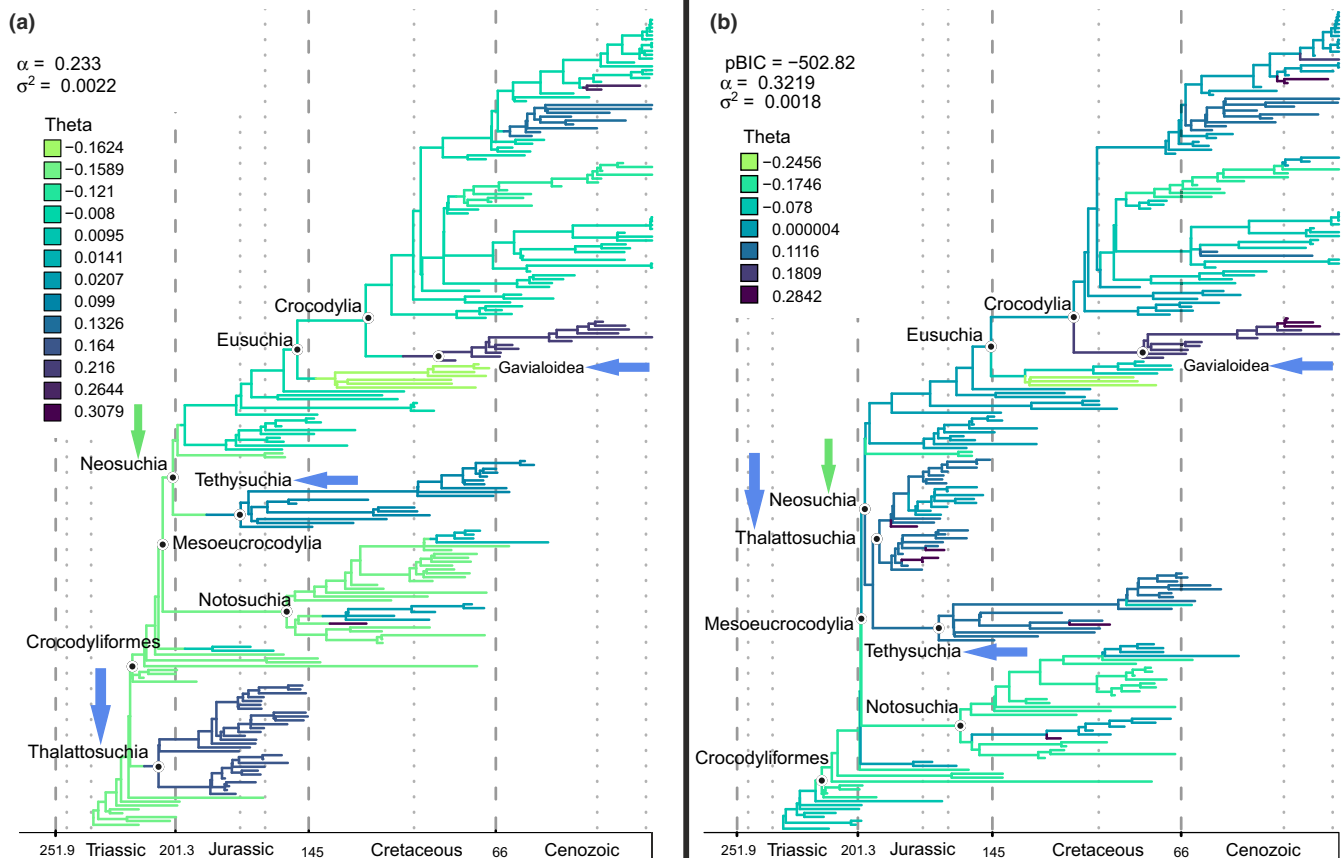 (a)
α = 0.233
σ² = 0.0022
Theta
−0.1624
−0.1589
−0.121
−0.008
0.0095
0.0141
0.0207
0.099
0.1326
0.164
0.216
0.2644
0.3079
Crocodylia
Eusuchia
Gavialoidea
Neosuchia
Tethysuchia
Mesoeucrocodylia
Notosuchia
Crocodyliformes
Thalattosuchia
251.9 Triassic 201.3 Jurassic 145 Cretaceous 66 Cenozoic
(b)
pBIC = −502.82
α = 0.3219
σ² = 0.0018
Theta
−0.2456
−0.1746
−0.078
0.000004
0.1116
0.1809
0.2842
Crocodylia
Eusuchia
Gavialoidea
Neosuchia
Thalattosuchia
Mesoeucrocodylia
Tethysuchia
Notosuchia
Crocodyliformes
251.9 Triassic 201.3 Jurassic 145 Cretaceous 66 Cenozoic